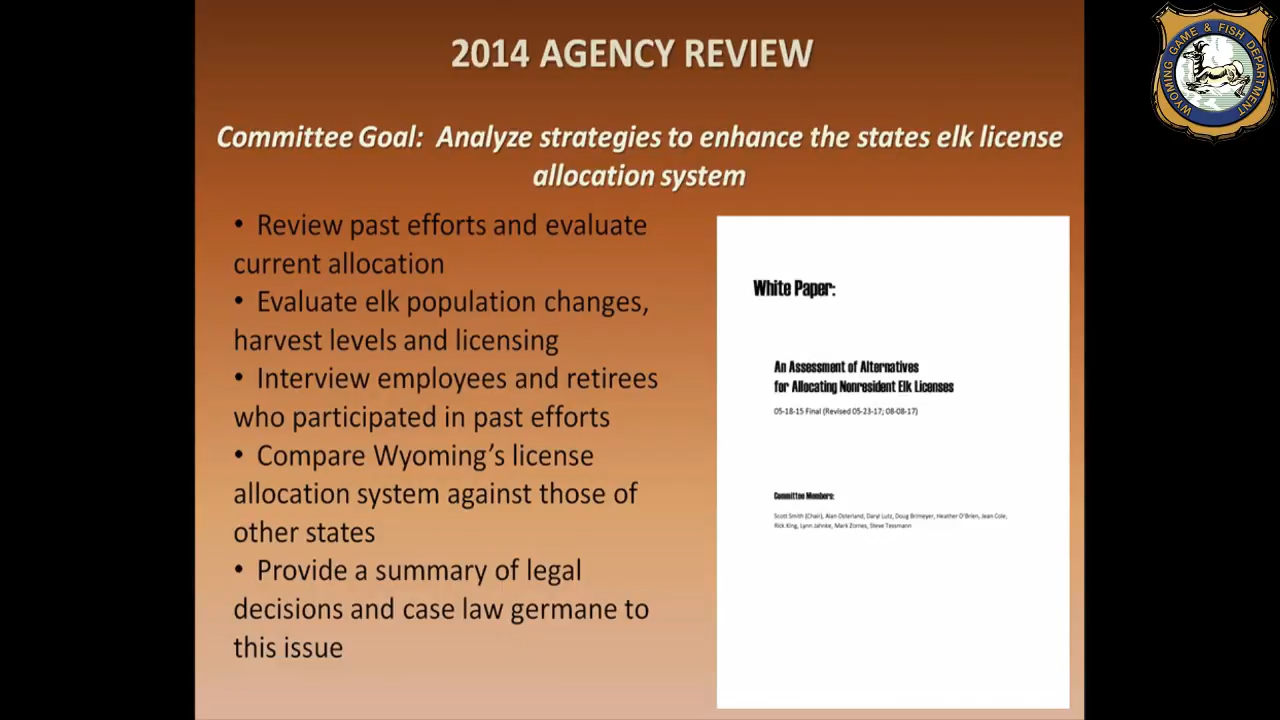 2014 AGENCY REVIEW
Committee Goal: Analyze strategies to enhance the states elk license
allocation system
• Review past efforts and evaluate
current allocation
• Evaluate elk population changes,
harvest levels and licensing
• Interview employees and retirees
who participated in past efforts
• Compare Wyoming’s license
allocation system against those of
other states
• Provide a summary of legal
decisions and case law germane to
this issue
White Paper:
An Assessment of Alternatives
for Allocating Nonresident Elk Licenses
05-18-15 Final (Revised 05-23-17; 08-08-17)
Committee Members:
Scott Smith (Chair), Alan Osterland, Daryl Lutz, Doug Brimeyer, Heather O'Brien, Jean Cole,
Rick King, Lynn Jahnke, Mark Zornes, Steve Tessmann
WYOMING GAME & FISH DEPARTMENT